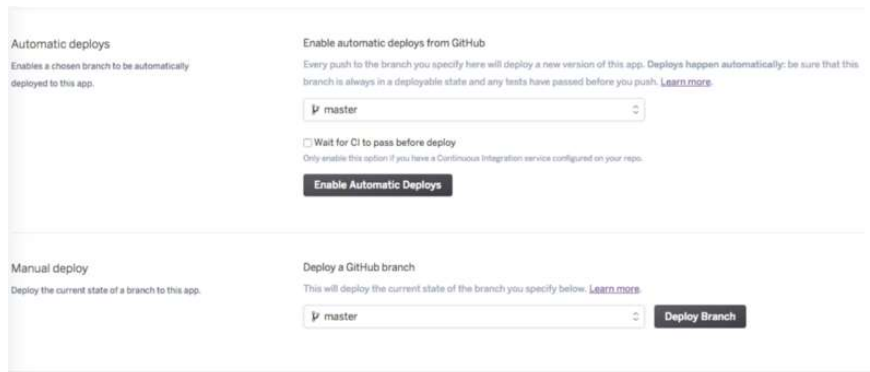 Automatic deploys
Enables a chosen branch to be automatically
deployed to this app.
Enable automatic deploys from GitHub
Every push to the branch you specify here will deploy a new version of this app. Deploys happen automatically: be sure that this
branch is always in a deployable state and any tests have passed before you push. Learn more.
master
Wait for CI to pass before deploy
Only enable this option if you have a Continuous Integration service configured on your repo.
Enable Automatic Deploys
Manual deploy
Deploy the current state of a branch to this app.
Deploy a GitHub branch
This will deploy the current state of the branch you specify below. Learn more.
master
Deploy Branch